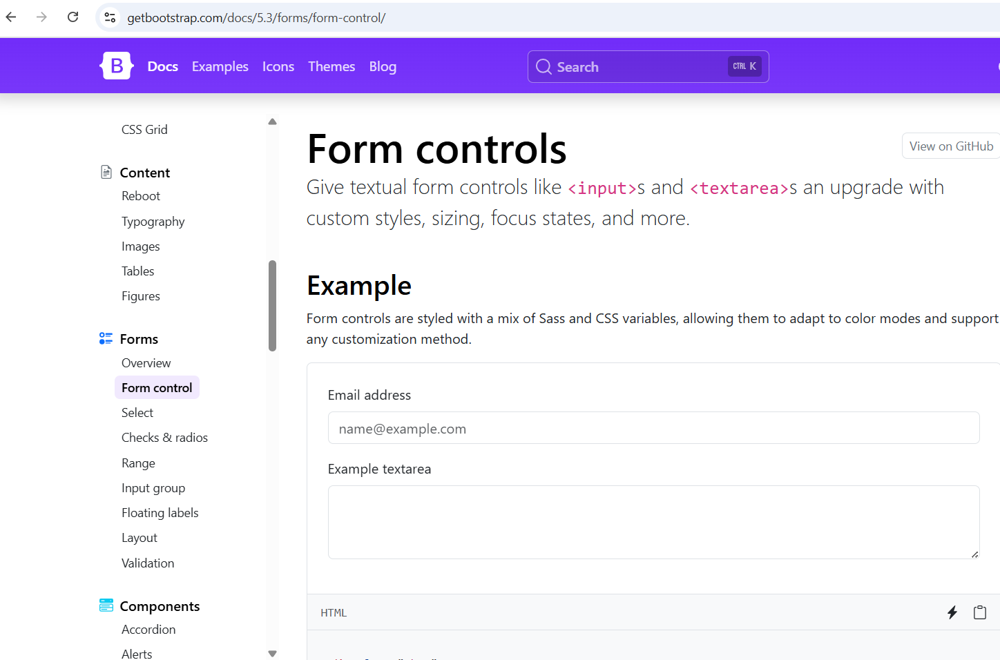 getbootstrap.com/docs/5.3/forms/form-control/
B Docs Examples Icons Themes Blog Search CTRL K
CSS Grid
Content
Reboot
Typography
Images
Tables
Figures
Forms
Overview
Form control
Select
Checks & radios
Range
Input group
Floating labels
Layout
Validation
Components
Accordion
Alerts
Form controls
View on GitHub
Give textual form controls like <input>s and <textarea>s an upgrade with
custom styles, sizing, focus states, and more.
Example
Form controls are styled with a mix of Sass and CSS variables, allowing them to adapt to color modes and support
any customization method.
Email address
name@example.com
Example textarea
HTML